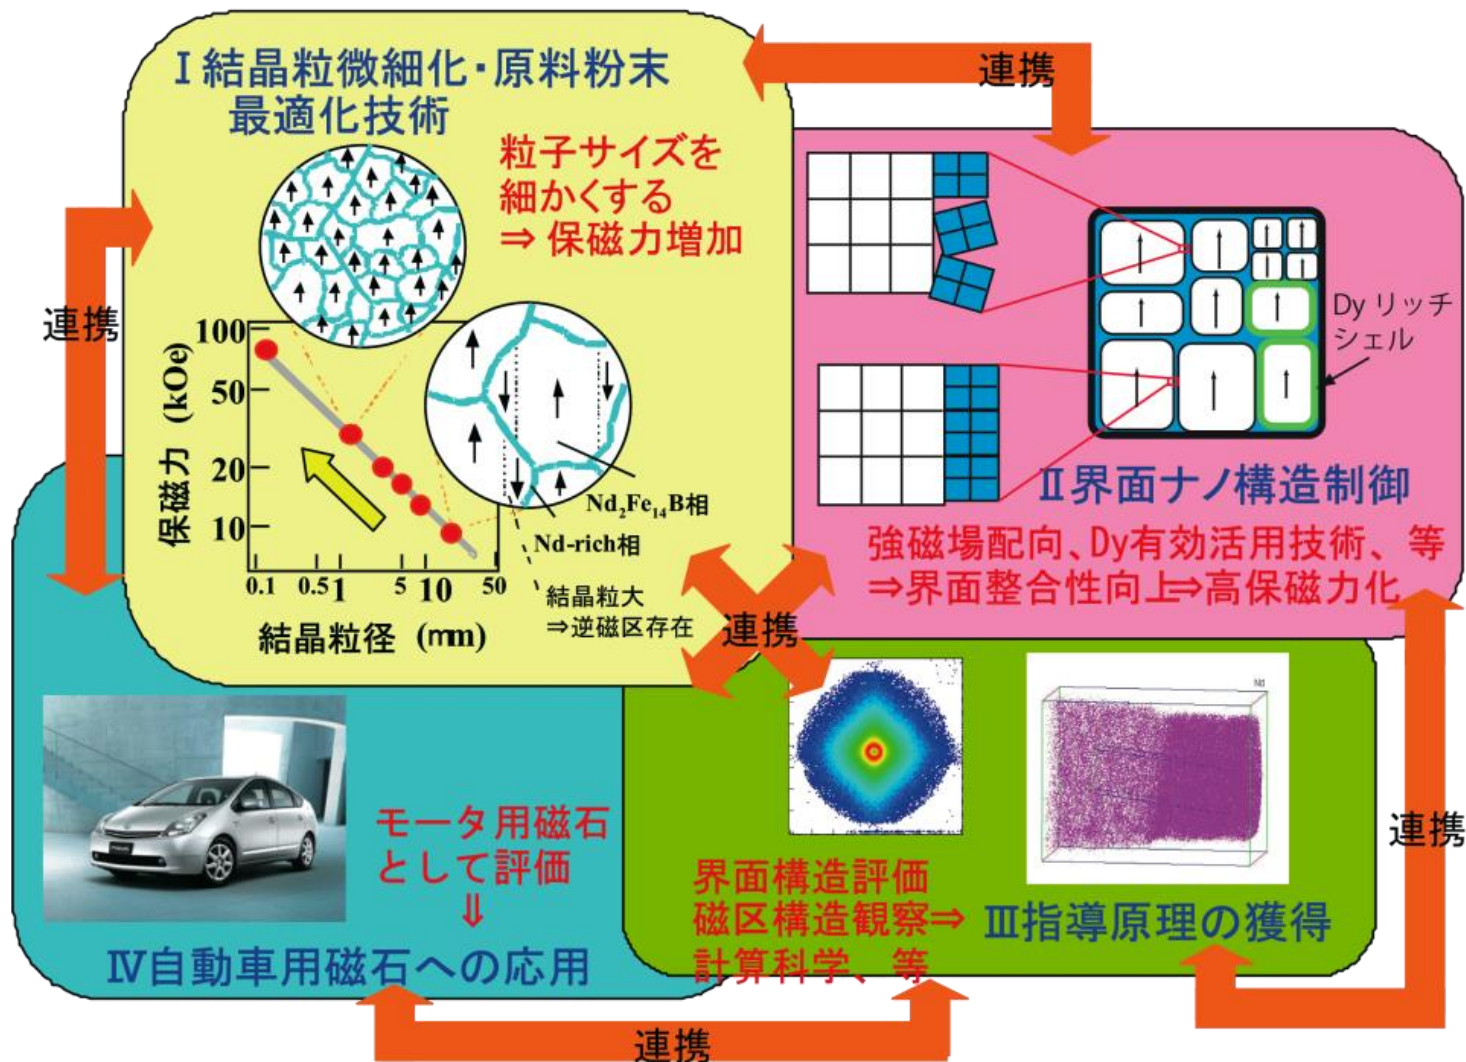 Ⅰ結晶粒微細化・原料粉末
最適化技術
粒子サイズを
細かくする
⇒ 保磁力増加
保磁力 (kOe)
100
50
20
10
0.1 0.5 1 5 10 50
結晶粒径 (mm)
Nd₂Fe₁₄B相
Nd-rich相
結晶粒大
⇒逆磁区存在
連携
連携
連携
連携
連携
Dy リッチ
シェル
Ⅱ界面ナノ構造制御
強磁場配向、Dy有効活用技術、等
⇒界面整合性向上⇒高保磁力化
Nd
界面構造評価
磁区構造観察⇒
計算科学、等
Ⅲ指導原理の獲得
モータ用磁石
として評価
⇓
Ⅳ自動車用磁石への応用